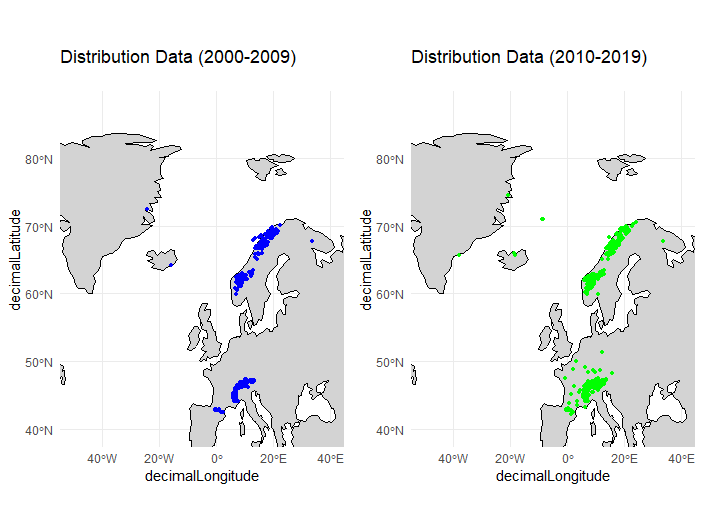 Distribution Data (2000-2009)
80°N
70°N
60°N
50°N
40°N
decimalLatitude
40°W
20°W
0°
20°E
40°E
decimalLongitude
Distribution Data (2010-2019)
80°N
70°N
60°N
50°N
40°N
decimalLatitude
40°W
20°W
0°
20°E
40°E
decimalLongitude